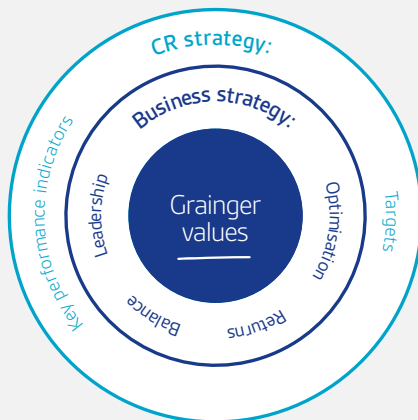 CR strategy:
Key performance indicators
Targets
Business strategy:
Leadership
Optimisation
Balance
Returns
Grainger
values